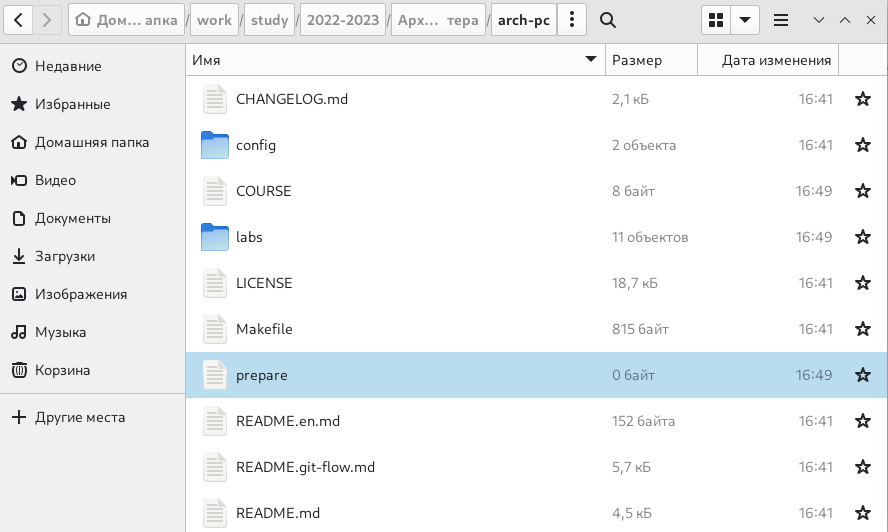 Дом… апка / work / study / 2022-2023 / Арх… тера / arch-pc
Имя Размер Дата изменения
Недавние
Избранные
Домашняя папка
Видео
Документы
Загрузки
Изображения
Музыка
Корзина
Другие места
CHANGELOG.md 2,1 кБ 16:41
config 2 объекта 16:41
COURSE 8 байт 16:49
labs 11 объектов 16:49
LICENSE 18,7 кБ 16:41
Makefile 815 байт 16:41
prepare 0 байт 16:49
README.en.md 152 байта 16:41
README.git-flow.md 5,7 кБ 16:41
README.md 4,5 кБ 16:41